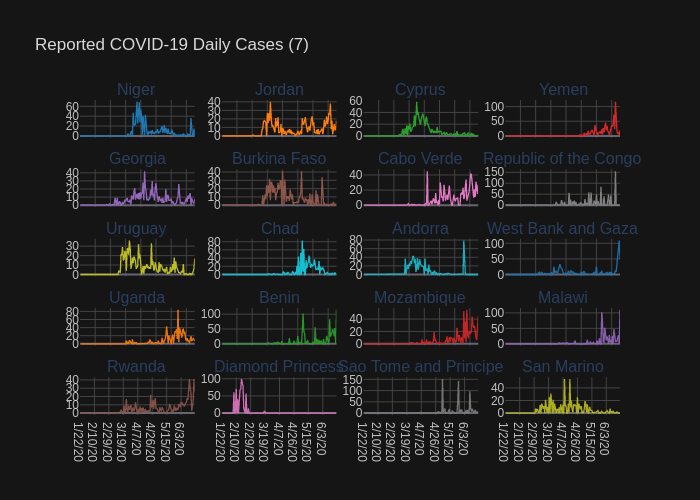 Reported COVID-19 Daily Cases (7)
Niger Jordan Cyprus Yemen
60 40 20 0 40 30 20 10 0 60 40 20 0 100 50 0
Georgia Burkina Faso Cabo Verde Republic of the Congo
40 30 20 10 0 40 30 20 10 0 40 20 0 150 100 50 0
Uruguay Chad Andorra West Bank and Gaza
30 20 10 0 80 60 40 20 0 80 60 40 20 0 100 50 0
Uganda Benin Mozambique Malawi
80 60 40 20 0 100 50 0 40 20 0 100 50 0
Rwanda Diamond Princess Sao Tome and Principe San Marino
40 30 20 10 0 100 50 0 150 100 50 0 40 20 0
1/22/20 2/10/20 2/29/20 3/19/20 4/7/20 4/26/20 5/15/20 6/3/20 1/22/20 2/10/20 2/29/20 3/19/20 4/7/20 4/26/20 5/15/20 6/3/20 1/22/20 2/10/20 2/29/20 3/19/20 4/7/20 4/26/20 5/15/20 6/3/20 1/22/20 2/10/20 2/29/20 3/19/20 4/7/20 4/26/20 5/15/20 6/3/20